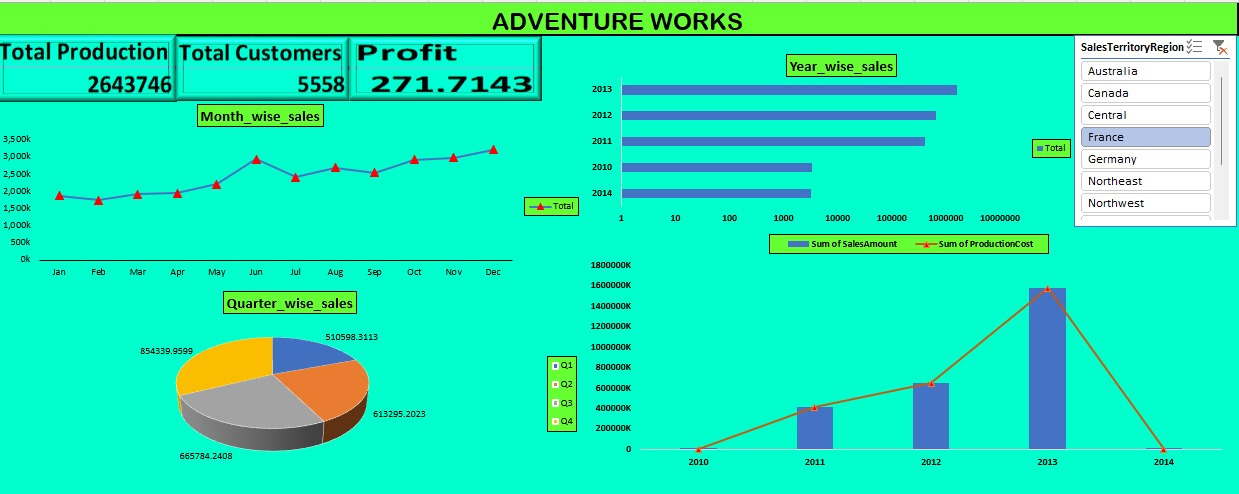 ADVENTURE WORKS
Total Production
2643746
Total Customers
5558
Profit
271.7143
Year_wise_sales
2013
2012
2011
2010
2014
1 10 100 1000 10000 100000 1000000 10000000
Total
SalesTerritoryRegion
Australia
Canada
Central
France
Germany
Northeast
Northwest
Month_wise_sales
3,500k
3,000k
2,500k
2,000k
1,500k
1,000k
500k
0k
Jan Feb Mar Apr May Jun Jul Aug Sep Oct Nov Dec
Total
Quarter_wise_sales
854339.9599
510598.3113
613295.2023
665784.2408
Q1
Q2
Q3
Q4
Sum of SalesAmount Sum of ProductionCost
1800000K
1600000K
1400000K
1200000K
1000000K
800000K
600000K
400000K
200000K
0
2010 2011 2012 2013 2014